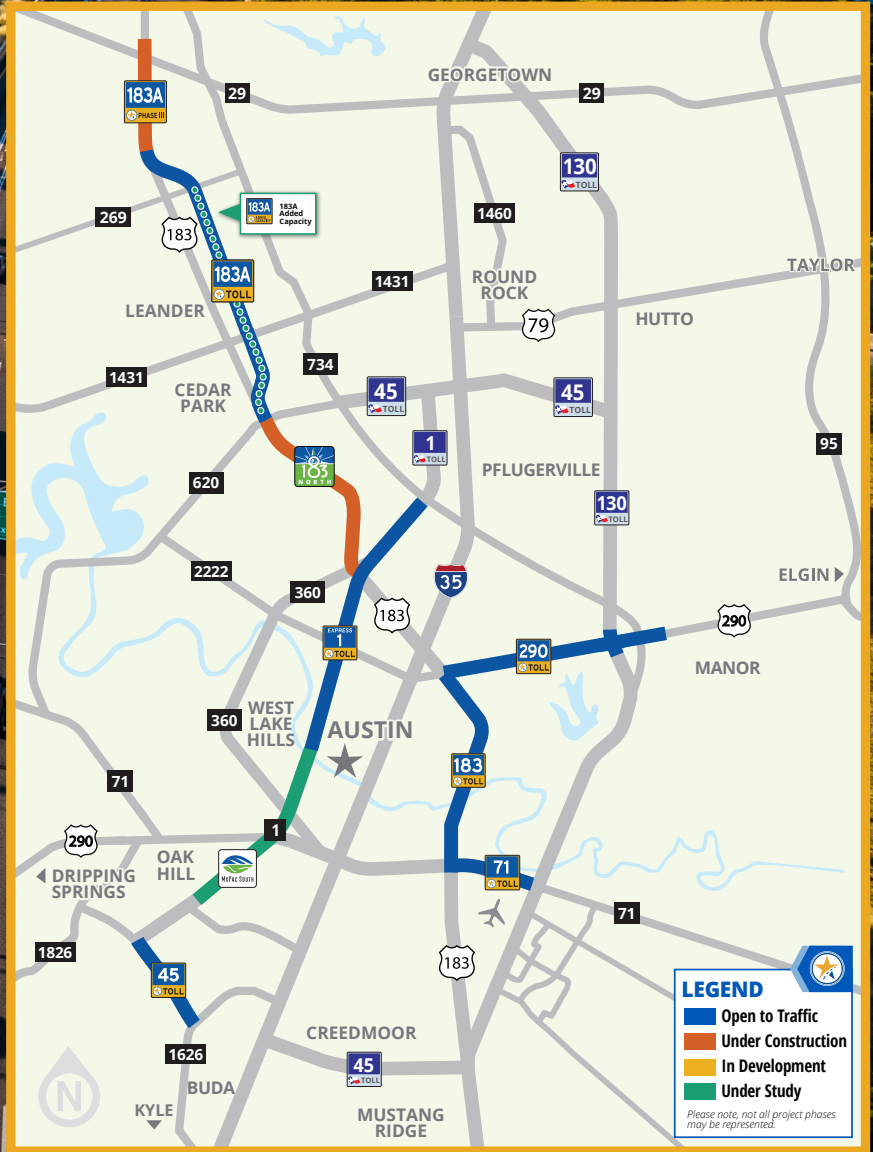 GEORGETOWN
183A
PHASE III
29
29
130
TOLL
183A
183A
Added
Capacity
269
183
1460
183A
TOLL
1431
ROUND
ROCK
TAYLOR
LEANDER
79
HUTTO
1431
734
CEDAR
PARK
45
TOLL
45
TOLL
1
TOLL
95
183
NORTH
PFLUGERVILLE
620
130
TOLL
2222
35
ELGIN
360
183
290
EXPRESS
1
TOLL
290
TOLL
MANOR
WEST
LAKE
HILLS
360
AUSTIN
183
TOLL
71
1
290
OAK
HILL
MoPac South
71
TOLL
DRIPPING
SPRINGS
71
1826
183
45
TOLL
LEGEND
Open to Traffic
Under Construction
In Development
Under Study
Please note, not all project phases
may be represented.
CREEDMOOR
1626
45
TOLL
BUDA
N
KYLE
MUSTANG
RIDGE